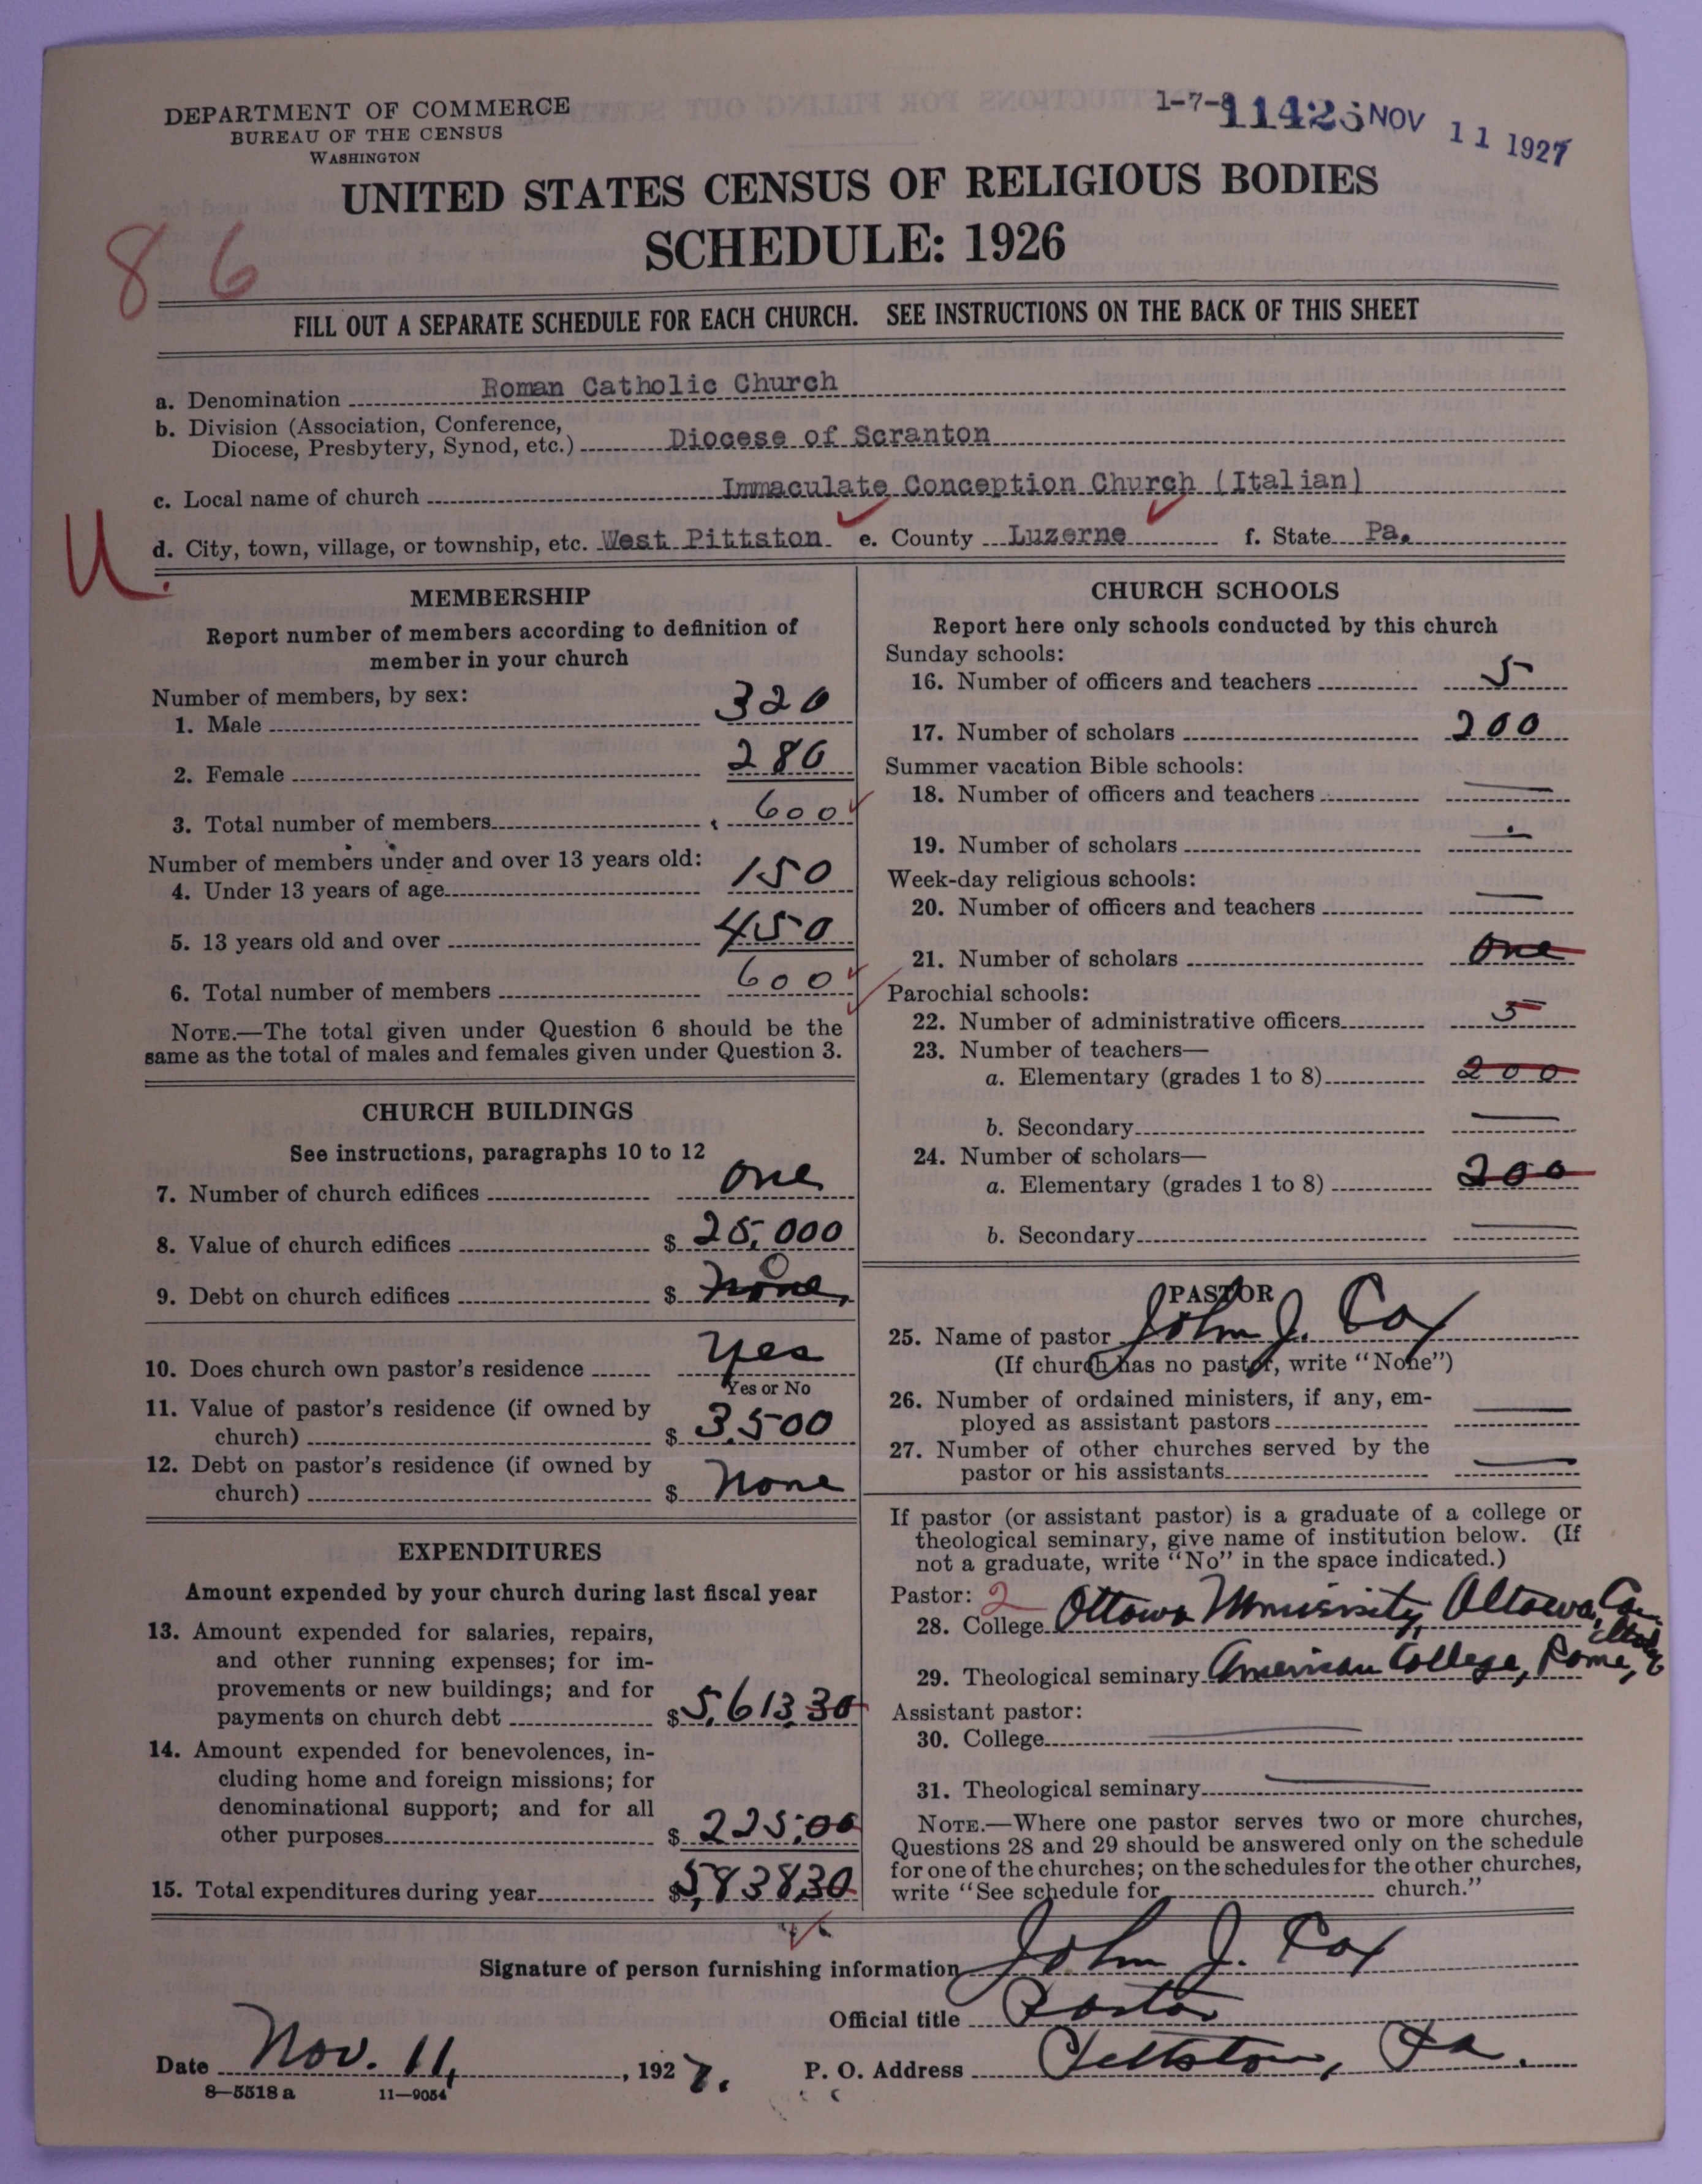 DEPARTMENT OF COMMERCE
BUREAU OF THE CENSUS
WASHINGTON
1-7-8 11425 NOV 11 1927
UNITED STATES CENSUS OF RELIGIOUS BODIES
SCHEDULE: 1926
86
FILL OUT A SEPARATE SCHEDULE FOR EACH CHURCH. SEE INSTRUCTIONS ON THE BACK OF THIS SHEET
a. Denomination Roman Catholic Church
b. Division (Association, Conference,
Diocese, Presbytery, Synod, etc.) Diocese of Scranton
c. Local name of church Immaculate Conception Church (Italian)
U.
d. City, town, village, or township, etc. West Pittston e. County Luzerne f. State Pa.
MEMBERSHIP
Report number of members according to definition of
member in your church
Number of members, by sex:
1. Male 320
2. Female 280
3. Total number of members 600
Number of members under and over 13 years old:
4. Under 13 years of age 150
5. 13 years old and over 450
6. Total number of members 600
NOTE.—The total given under Question 6 should be the
same as the total of males and females given under Question 3.
CHURCH BUILDINGS
See instructions, paragraphs 10 to 12
7. Number of church edifices one
8. Value of church edifices $ 25,000
9. Debt on church edifices $ none
10. Does church own pastor's residence Yes
Yes or No
11. Value of pastor's residence (if owned by
church) $ 3,500
12. Debt on pastor's residence (if owned by
church) $ none
EXPENDITURES
Amount expended by your church during last fiscal year
13. Amount expended for salaries, repairs,
and other running expenses; for im-
provements or new buildings; and for
payments on church debt $ 5,613.30
14. Amount expended for benevolences, in-
cluding home and foreign missions; for
denominational support; and for all
other purposes $ 225.00
15. Total expenditures during year $ 5,838.30
CHURCH SCHOOLS
Report here only schools conducted by this church
Sunday schools:
16. Number of officers and teachers 5
17. Number of scholars 200
Summer vacation Bible schools:
18. Number of officers and teachers —
19. Number of scholars —
Week-day religious schools:
20. Number of officers and teachers —
21. Number of scholars one
Parochial schools:
22. Number of administrative officers 5
23. Number of teachers—
a. Elementary (grades 1 to 8) 200
b. Secondary —
24. Number of scholars—
a. Elementary (grades 1 to 8) 200
b. Secondary —
PASTOR
25. Name of pastor John J. Cox
(If church has no pastor, write "None")
26. Number of ordained ministers, if any, em-
ployed as assistant pastors —
27. Number of other churches served by the
pastor or his assistants —
If pastor (or assistant pastor) is a graduate of a college or
theological seminary, give name of institution below. (If
not a graduate, write "No" in the space indicated.)
Pastor: 2
28. College Ottawa University, Ottawa, Can.
29. Theological seminary American College, Rome, Italy
Assistant pastor:
30. College —
31. Theological seminary —
NOTE.—Where one pastor serves two or more churches,
Questions 28 and 29 should be answered only on the schedule
for one of the churches; on the schedules for the other churches,
write "See schedule for church."
Signature of person furnishing information John J. Cox
Official title Pastor
Date Nov. 11, 1927. P. O. Address Pittston, Pa.
8—5518 a 11—9054